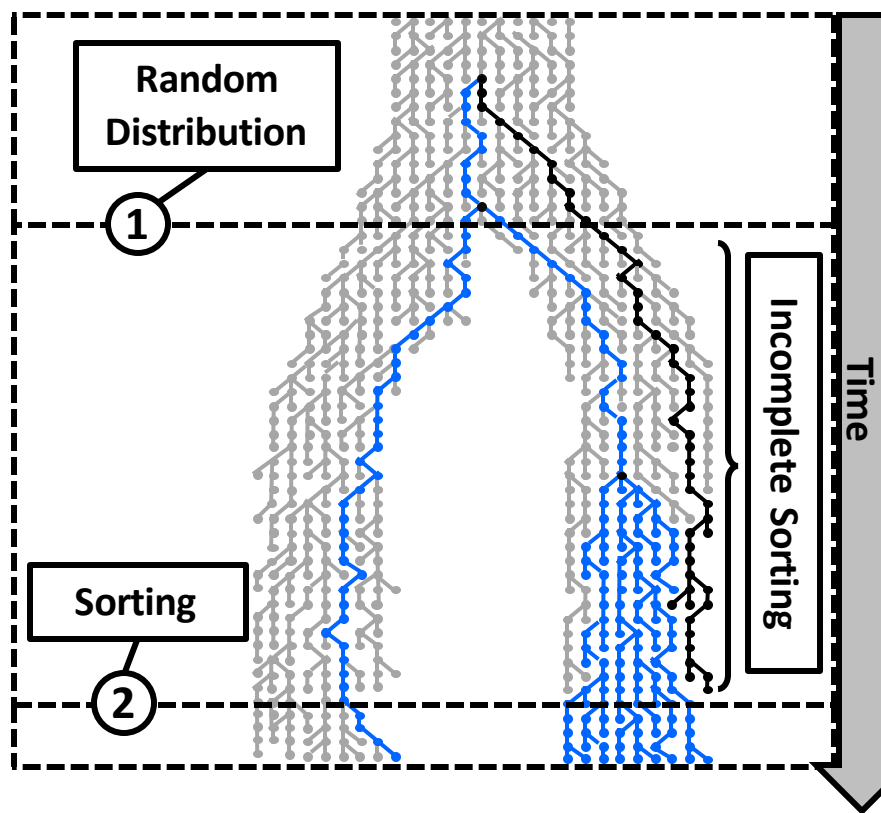 Random
Distribution
1
Incomplete Sorting
Time
Sorting
2